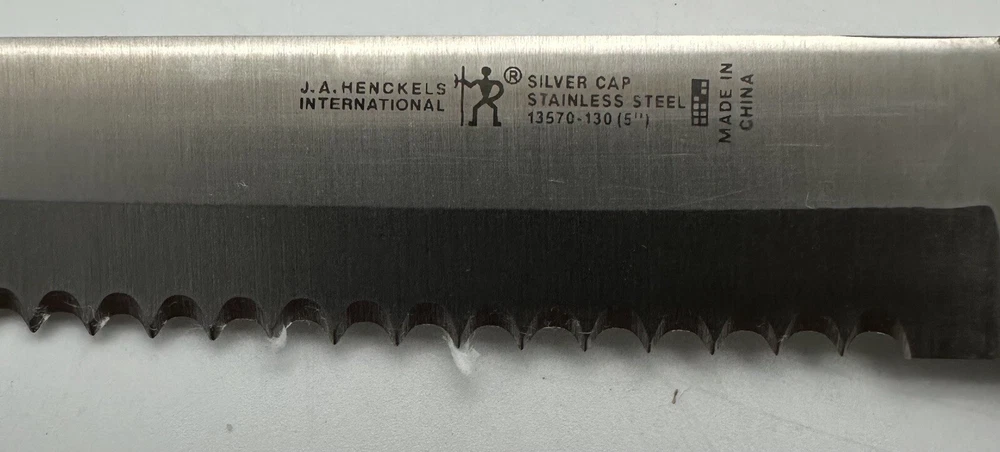 J.A. HENCKELS
INTERNATIONAL
®
SILVER CAP
STAINLESS STEEL
13570-130 (5")
MADE IN
CHINA